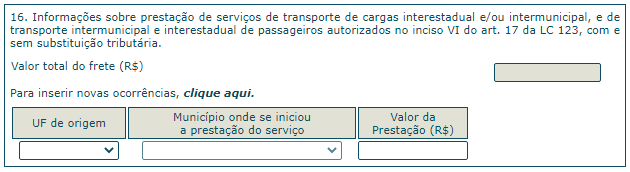 16. Informações sobre prestação de serviços de transporte de cargas interestadual e/ou intermunicipal, e de
transporte intermunicipal e interestadual de passageiros autorizados no inciso VI do art. 17 da LC 123, com e
sem substituição tributária.
Valor total do frete (R$)
Para inserir novas ocorrências, clique aqui.
UF de origem
Município onde se iniciou
a prestação do serviço
Valor da
Prestação (R$)